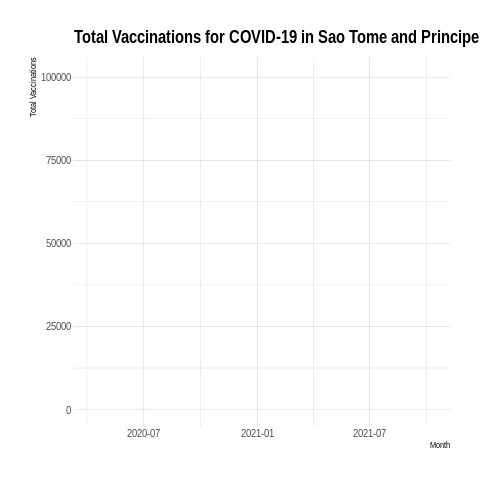 Total Vaccinations for COVID-19 in Sao Tome and Principe
Total Vaccinations
100000
75000
50000
25000
0
2020-07 2021-01 2021-07
Month